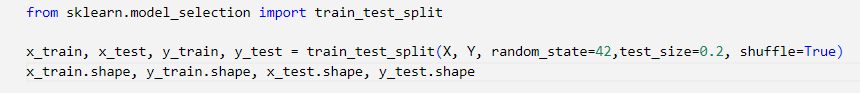 from sklearn.model_selection import train_test_split
x_train, x_test, y_train, y_test = train_test_split(X, Y, random_state=42,test_size=0.2, shuffle=True)
x_train.shape, y_train.shape, x_test.shape, y_test.shape